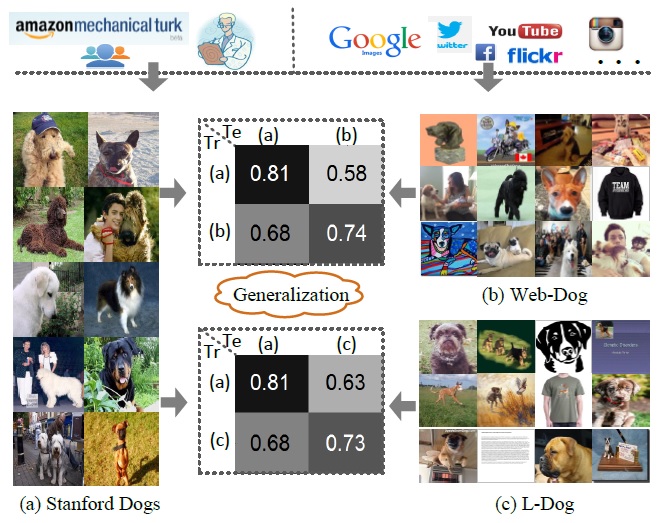 amazonmechanical turk
beta
Google
Images
twitter
YouTube
flickr
. . .
Te
Tr
(a) (b)
(a) 0.81 0.58
(b) 0.68 0.74
Generalization
Te
Tr
(a) (c)
(a) 0.81 0.63
(c) 0.68 0.73
TEAM
(a) Stanford Dogs
(b) Web-Dog
(c) L-Dog